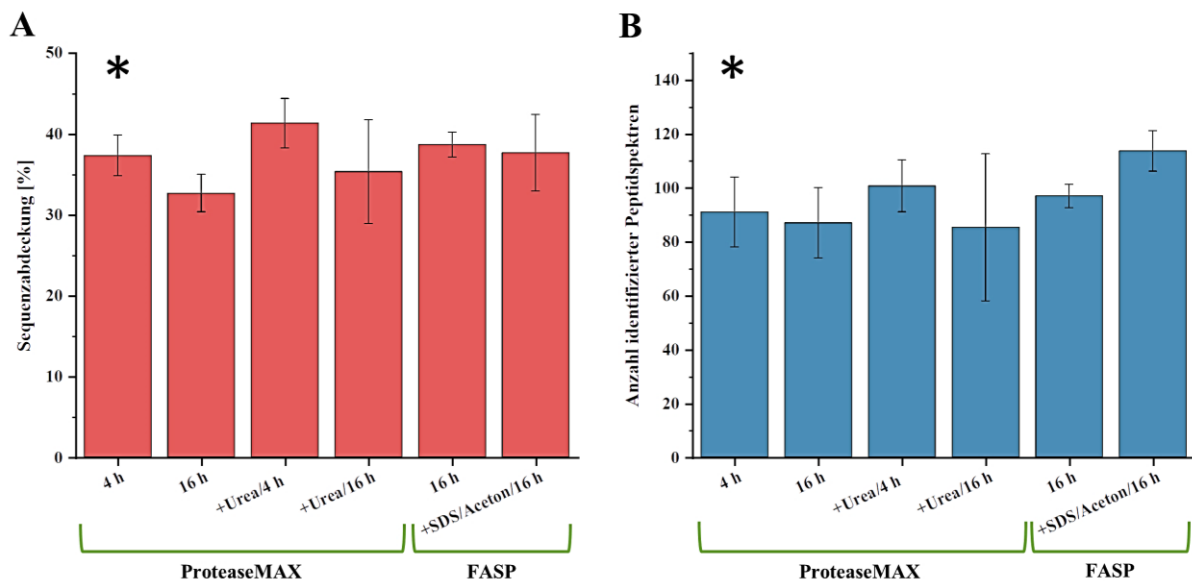 A
Sequenzabdeckung [%]
50
40
30
20
10
0
*
4 h
16 h
+Urea/4 h
+Urea/16 h
16 h
+SDS/Aceton/16 h
ProteaseMAX
FASP
B
Anzahl identifizierter Peptidspektren
140
120
100
80
60
40
20
0
*
4 h
16 h
+Urea/4 h
+Urea/16 h
16 h
+SDS/Aceton/16 h
ProteaseMAX
FASP